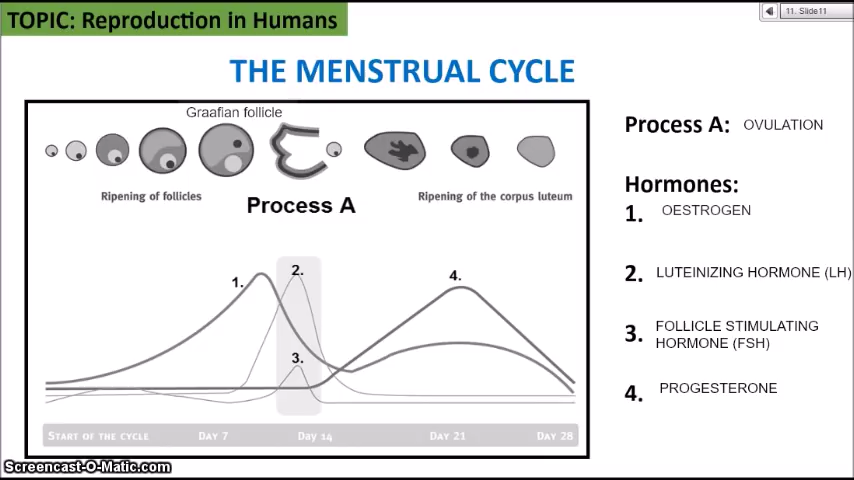 TOPIC: Reproduction in Humans
11. Slide11
THE MENSTRUAL CYCLE
Graafian follicle
Ripening of follicles
Process A
Ripening of the corpus luteum
1.
2.
3.
4.
START OF THE CYCLE
DAY 7
DAY 14
DAY 21
DAY 28
Process A: OVULATION
Hormones:
1. OESTROGEN
2. LUTEINIZING HORMONE (LH)
3. FOLLICLE STIMULATING
HORMONE (FSH)
4. PROGESTERONE
Screencast-O-Matic.com